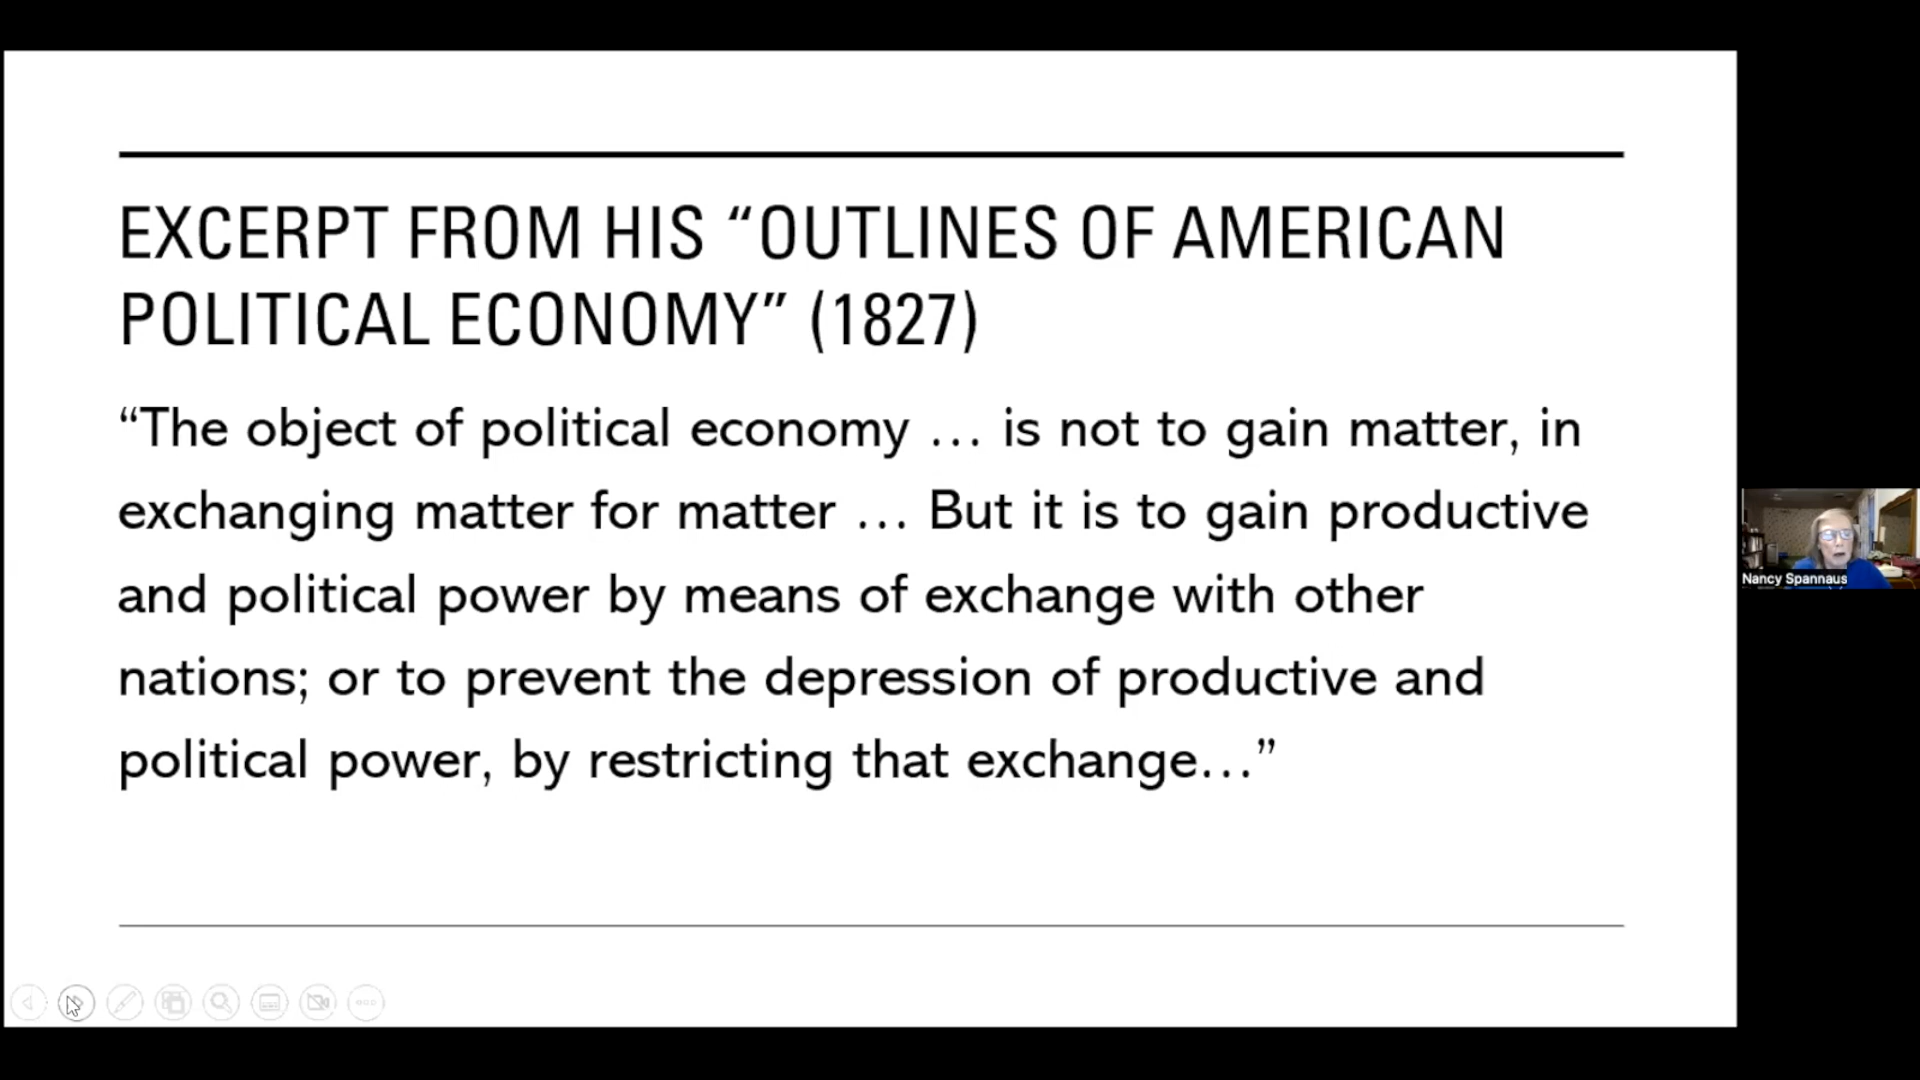 EXCERPT FROM HIS “OUTLINES OF AMERICAN
POLITICAL ECONOMY” (1827)
“The object of political economy … is not to gain matter, in
exchanging matter for matter … But it is to gain productive
and political power by means of exchange with other
nations; or to prevent the depression of productive and
political power, by restricting that exchange…”
Nancy Spannaus